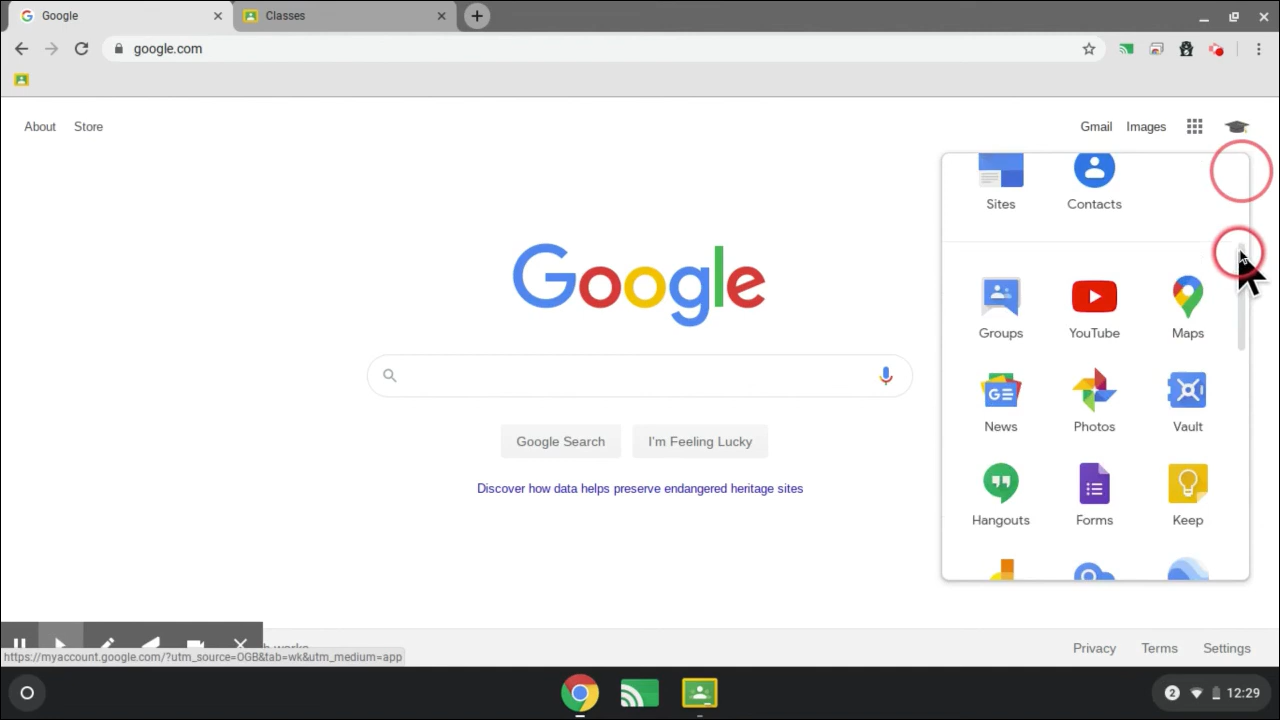 Google
Classes
google.com
About
Store
Gmail
Images
Sites
Contacts
Google
Groups
YouTube
Maps
News
Photos
Vault
Hangouts
Forms
Keep
Google Search
I'm Feeling Lucky
Discover how data helps preserve endangered heritage sites
works
Privacy
Terms
Settings
https://myaccount.google.com/?utm_source=OGB&tab=wk&utm_medium=app
2
12:29